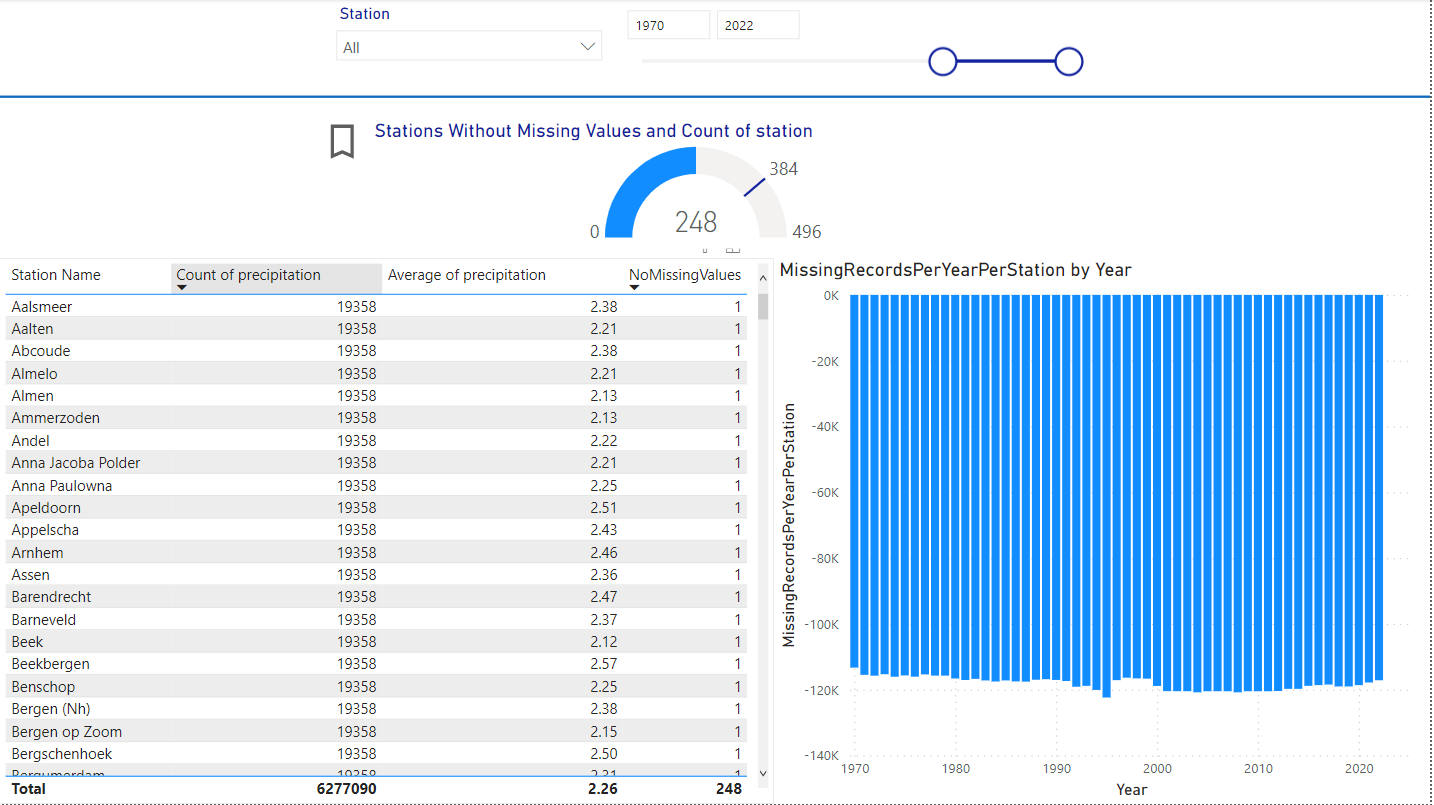 Station
All
1970 2022
Stations Without Missing Values and Count of station
384
0 248 496
Station Name Count of precipitation Average of precipitation NoMissingValues
Aalsmeer 19358 2.38 1
Aalten 19358 2.21 1
Abcoude 19358 2.38 1
Almelo 19358 2.21 1
Almen 19358 2.13 1
Ammerzoden 19358 2.13 1
Andel 19358 2.22 1
Anna Jacoba Polder 19358 2.21 1
Anna Paulowna 19358 2.25 1
Apeldoorn 19358 2.51 1
Appelscha 19358 2.43 1
Arnhem 19358 2.46 1
Assen 19358 2.36 1
Barendrecht 19358 2.47 1
Barneveld 19358 2.37 1
Beek 19358 2.12 1
Beekbergen 19358 2.57 1
Benschop 19358 2.25 1
Bergen (Nh) 19358 2.38 1
Bergen op Zoom 19358 2.15 1
Bergschenhoek 19358 2.50 1
Bergumerdam 19358 2.31 1
Total 6277090 2.26 248
MissingRecordsPerYearPerStation by Year
MissingRecordsPerYearPerStation
0K
-20K
-40K
-60K
-80K
-100K
-120K
-140K
1970 1980 1990 2000 2010 2020
Year